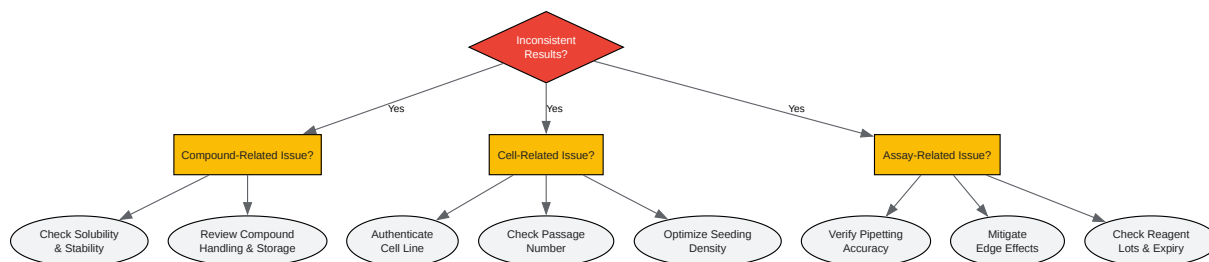 Inconsistent
Results?
Yes
Yes
Yes
Compound-Related Issue?
Cell-Related Issue?
Assay-Related Issue?
Check Solubility
& Stability
Review Compound
Handling & Storage
Authenticate
Cell Line
Check Passage
Number
Optimize Seeding
Density
Verify Pipetting
Accuracy
Mitigate
Edge Effects
Check Reagent
Lots & Expiry